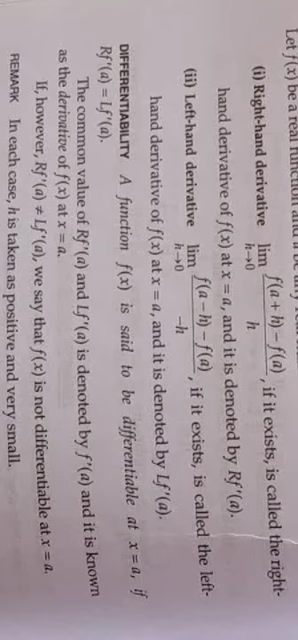 Let f(x) be a real function and
(i) Right-hand derivative lim h→0 f(a + h) − f(a) / h, if it exists, is called the right-
hand derivative of f(x) at x = a, and it is denoted by Rf'(a).
(ii) Left-hand derivative lim h→0 f(a − h) − f(a) / −h, if it exists, is called the left-
hand derivative of f(x) at x = a, and it is denoted by Lf'(a).
DIFFERENTIABILITY A function f(x) is said to be differentiable at x = a, if
Rf'(a) = Lf'(a).
The common value of Rf'(a) and Lf'(a) is denoted by f'(a) and it is known
as the derivative of f(x) at x = a.
If, however, Rf'(a) ≠ Lf'(a), we say that f(x) is not differentiable at x = a.
REMARK In each case, h is taken as positive and very small.